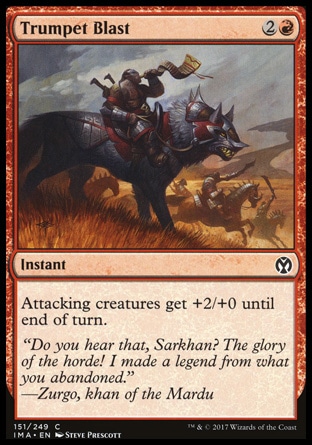 Trumpet Blast 2
Instant
Attacking creatures get +2/+0 until
end of turn.
“Do you hear that, Sarkhan? The glory
of the horde! I made a legend from what
you abandoned.”
—Zurgo, khan of the Mardu
151/249 C
IMA • EN Steve Prescott
™ & © 2017 Wizards of the Coast